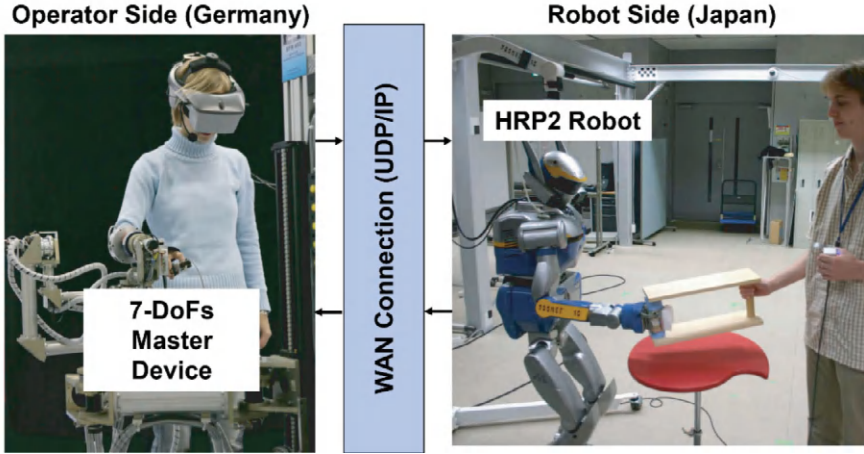 Operator Side (Germany)
Robot Side (Japan)
WAN Connection (UDP/IP)
HRP2 Robot
7-DoFs
Master
Device